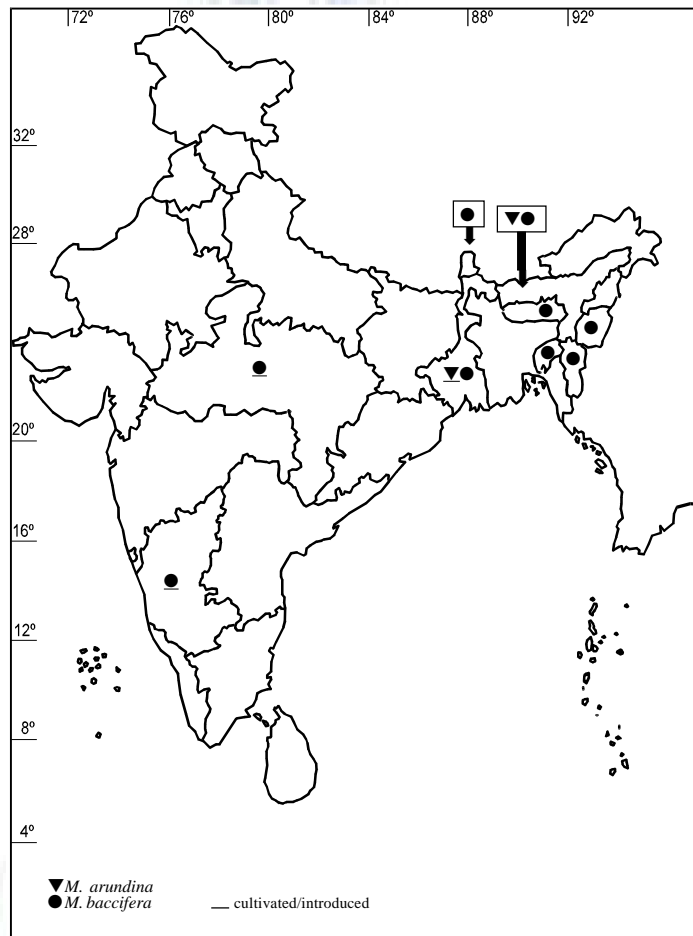 72º 76º 80º 84º 88º 92º
32º
28º
20º
16º
12º
8º
4º
M. arundina
M. baccifera cultivated/introduced